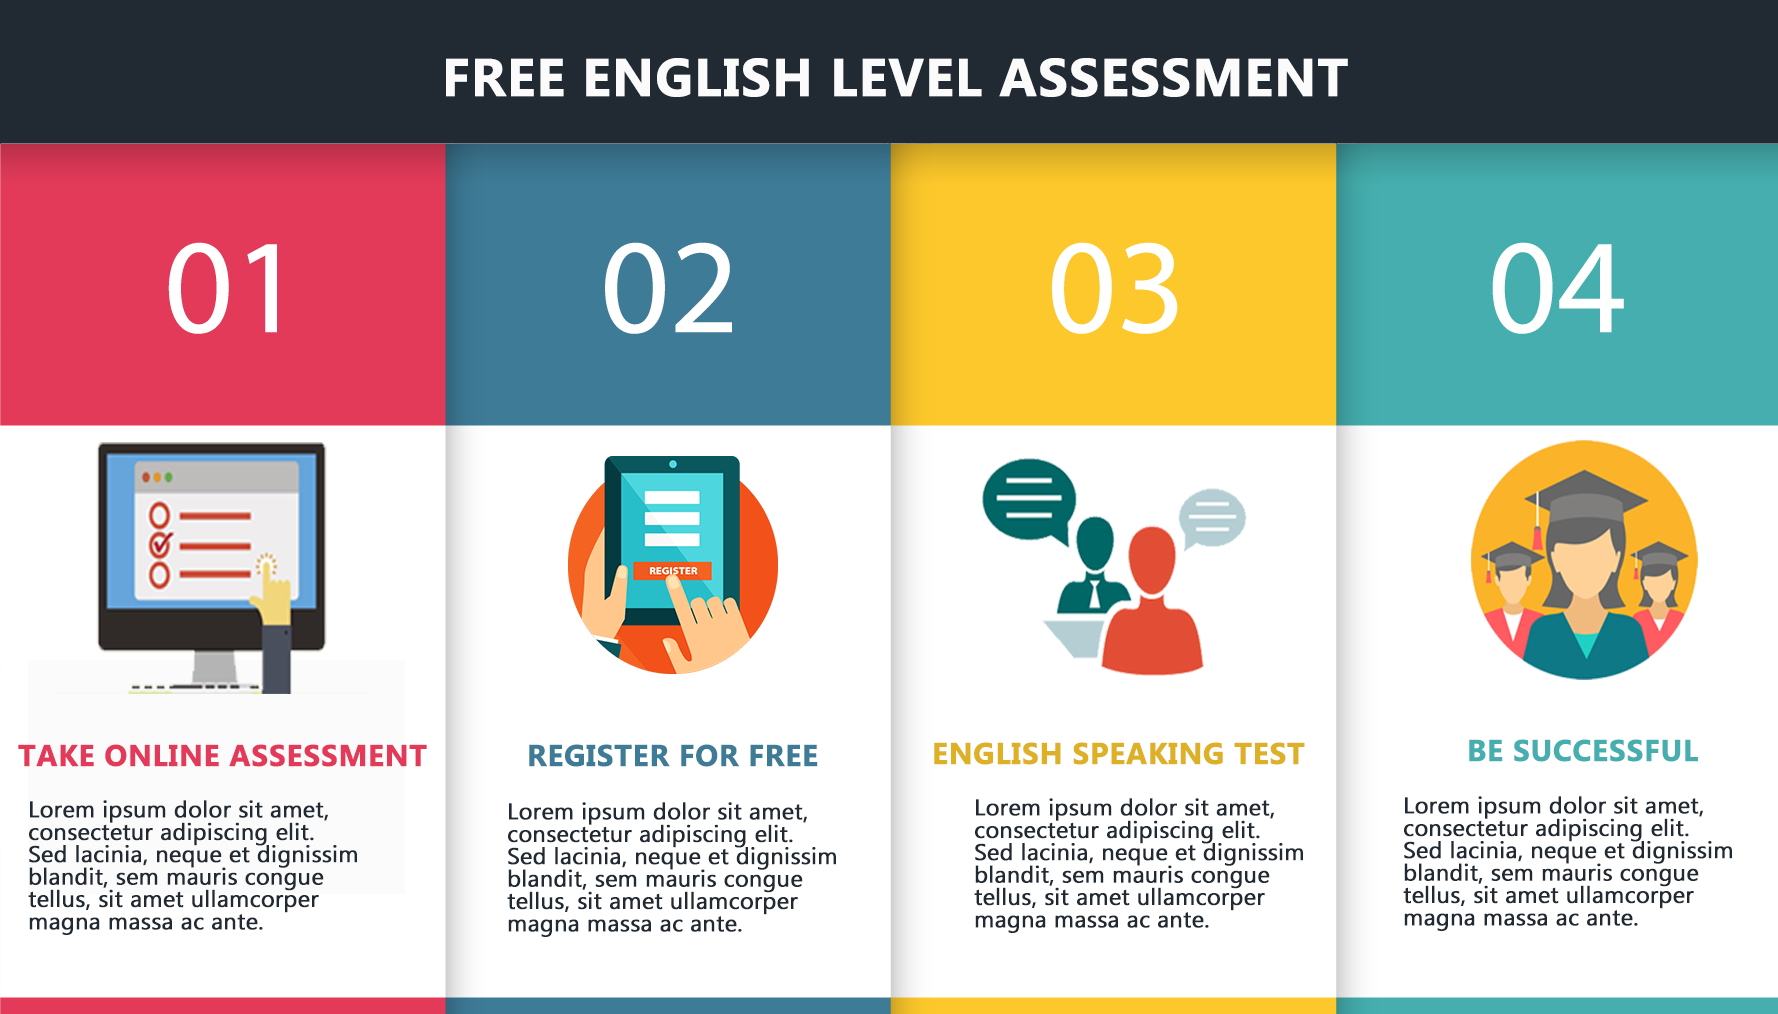 FREE ENGLISH LEVEL ASSESSMENT
01
02
03
04
REGISTER
TAKE ONLINE ASSESSMENT
Lorem ipsum dolor sit amet,
consectetur adipiscing elit.
Sed lacinia, neque et dignissim
blandit, sem mauris congue
tellus, sit amet ullamcorper
magna massa ac ante.
REGISTER FOR FREE
Lorem ipsum dolor sit amet,
consectetur adipiscing elit.
Sed lacinia, neque et dignissim
blandit, sem mauris congue
tellus, sit amet ullamcorper
magna massa ac ante.
ENGLISH SPEAKING TEST
Lorem ipsum dolor sit amet,
consectetur adipiscing elit.
Sed lacinia, neque et dignissim
blandit, sem mauris congue
tellus, sit amet ullamcorper
magna massa ac ante.
BE SUCCESSFUL
Lorem ipsum dolor sit amet,
consectetur adipiscing elit.
Sed lacinia, neque et dignissim
blandit, sem mauris congue
tellus, sit amet ullamcorper
magna massa ac ante.